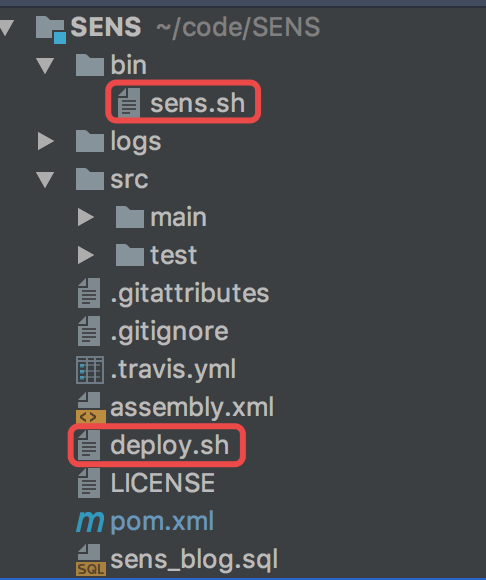 SENS ~/code/SENS
bin
sens.sh
logs
src
main
test
.gitattributes
.gitignore
.travis.yml
<>
assembly.xml
deploy.sh
LICENSE
m pom.xml
SQL sens_blog.sql